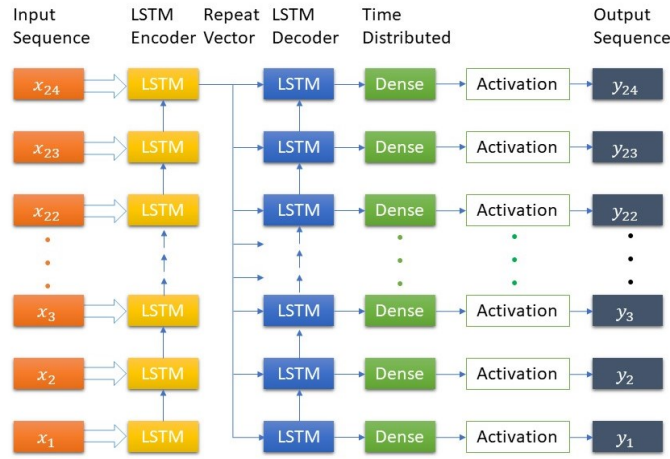 Input Sequence
LSTM Encoder
Repeat Vector
LSTM Decoder
Time Distributed
Output Sequence
x₂₄ LSTM LSTM Dense Activation y₂₄
x₂₃ LSTM LSTM Dense Activation y₂₃
x₂₂ LSTM LSTM Dense Activation y₂₂
x₃ LSTM LSTM Dense Activation y₃
x₂ LSTM LSTM Dense Activation y₂
x₁ LSTM LSTM Dense Activation y₁